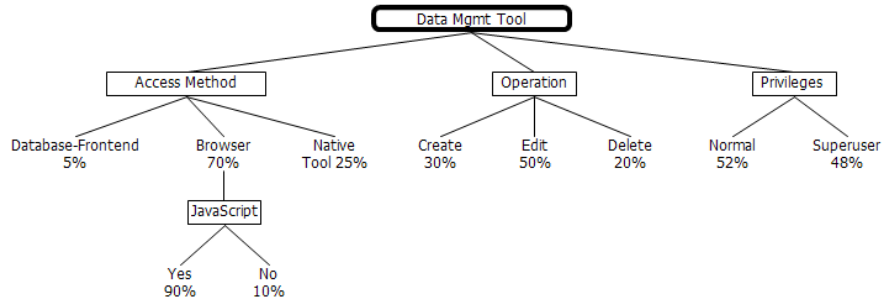 Data Mgmt Tool
Access Method
Operation
Privileges
Database-Frontend
5%
Browser
70%
Native
Tool 25%
Create
30%
Edit
50%
Delete
20%
Normal
52%
Superuser
48%
JavaScript
Yes
90%
No
10%